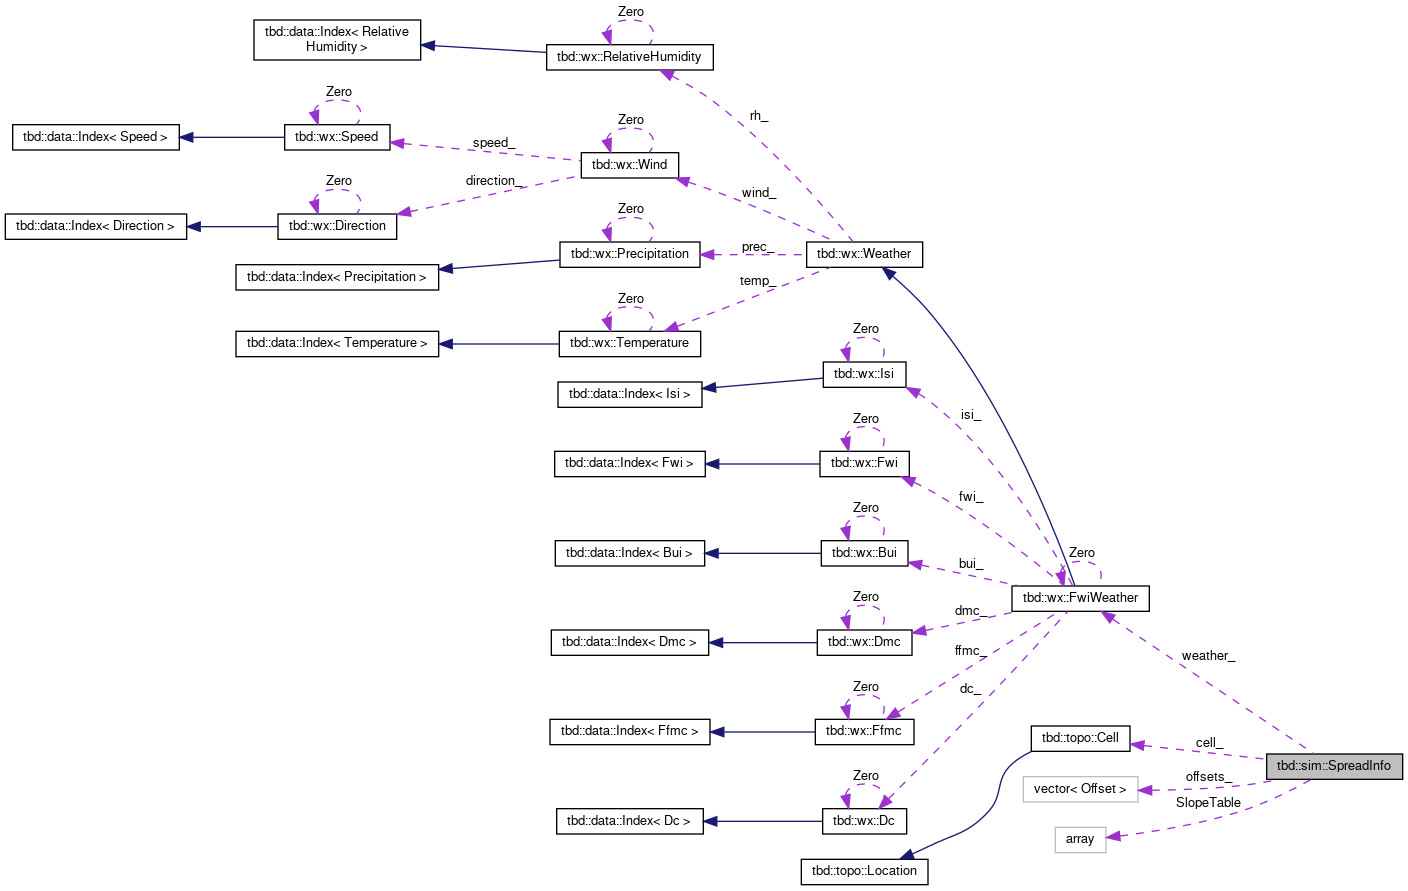 Zero
tbd::data::Index< Relative
Humidity >
tbd::wx::RelativeHumidity
Zero
rh_
Zero
tbd::data::Index< Speed >
tbd::wx::Speed
speed_
tbd::wx::Wind
Zero
direction_
wind_
Zero
tbd::data::Index< Direction >
tbd::wx::Direction
tbd::wx::Precipitation
prec_
tbd::wx::Weather
tbd::data::Index< Precipitation >
temp_
Zero
tbd::data::Index< Temperature >
tbd::wx::Temperature
Zero
tbd::wx::Isi
tbd::data::Index< Isi >
isi_
Zero
tbd::data::Index< Fwi >
tbd::wx::Fwi
fwi_
Zero
tbd::data::Index< Bui >
tbd::wx::Bui
bui_
Zero
tbd::wx::FwiWeather
Zero
dmc_
tbd::data::Index< Dmc >
tbd::wx::Dmc
ffmc_
weather_
Zero
dc_
tbd::data::Index< Ffmc >
tbd::wx::Ffmc
tbd::topo::Cell
cell_
tbd::sim::SpreadInfo
Zero
offsets_
vector< Offset >
SlopeTable
tbd::data::Index< Dc >
tbd::wx::Dc
array
tbd::topo::Location